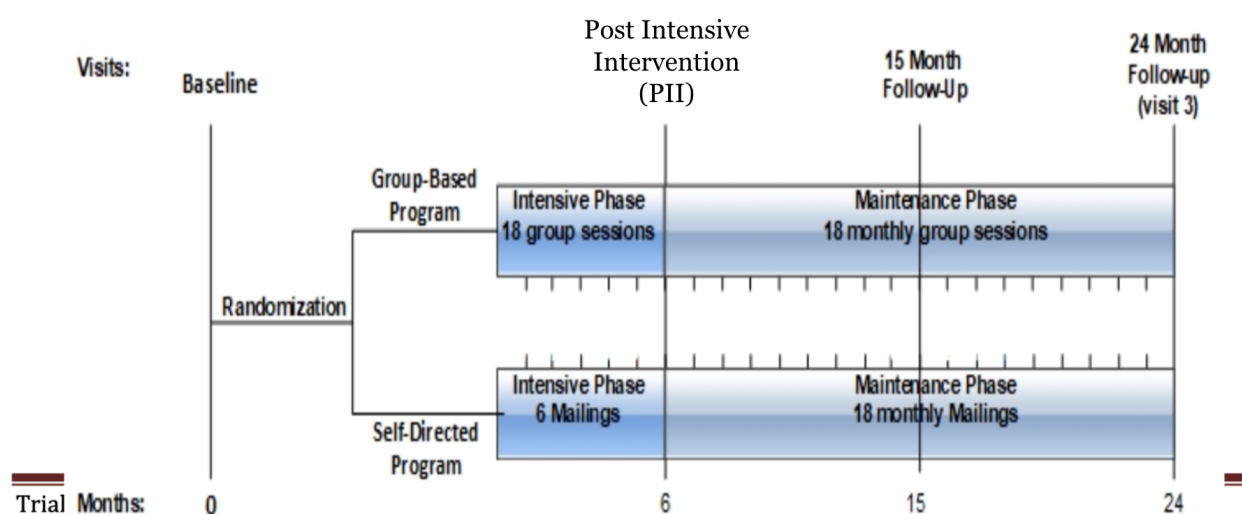 Visits:
Baseline
Post Intensive
Intervention
(PII)
15 Month
Follow-Up
24 Month
Follow-up
(visit 3)
Group-Based
Program
Intensive Phase
18 group sessions
Maintenance Phase
18 monthly group sessions
Randomization
Intensive Phase
6 Mailings
Maintenance Phase
18 monthly Mailings
Self-Directed
Program
Trial Months: 0 6 15 24